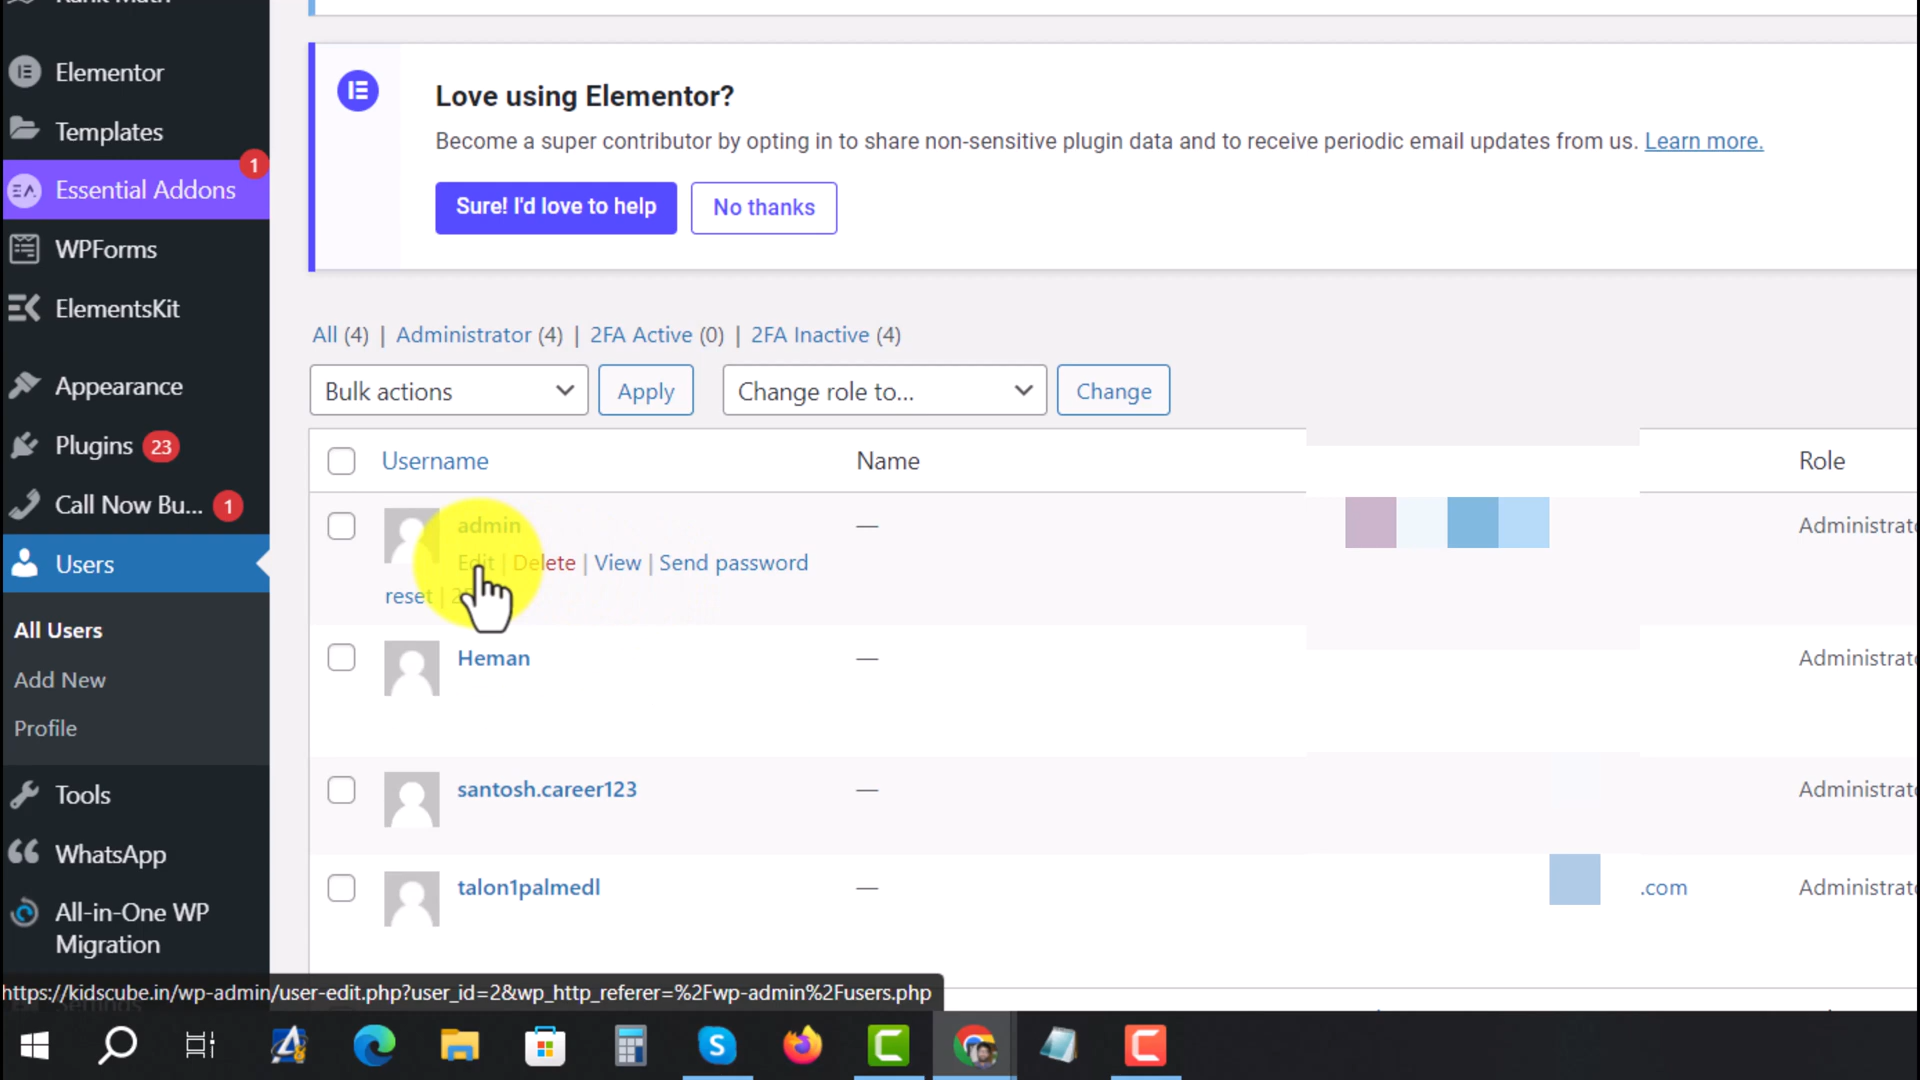 Elementor
Templates
Essential Addons 1
WPForms
ElementsKit
Appearance
Plugins 23
Call Now Bu... 1
Users
All Users
Add New
Profile
Tools
WhatsApp
All-in-One WP
Migration
Love using Elementor?
Become a super contributor by opting in to share non-sensitive plugin data and to receive periodic email updates from us. Learn more.
Sure! I'd love to help No thanks
All (4) | Administrator (4) | 2FA Active (0) | 2FA Inactive (4)
Bulk actions Apply Change role to... Change
Username Name Role
admin —
Edit | Delete | View | Send password
reset |
Heman —
santosh.career123 —
talon1palmedl — .com
https://kidscube.in/wp-admin/user-edit.php?user_id=2&wp_http_referer=%2Fwp-admin%2Fusers.php